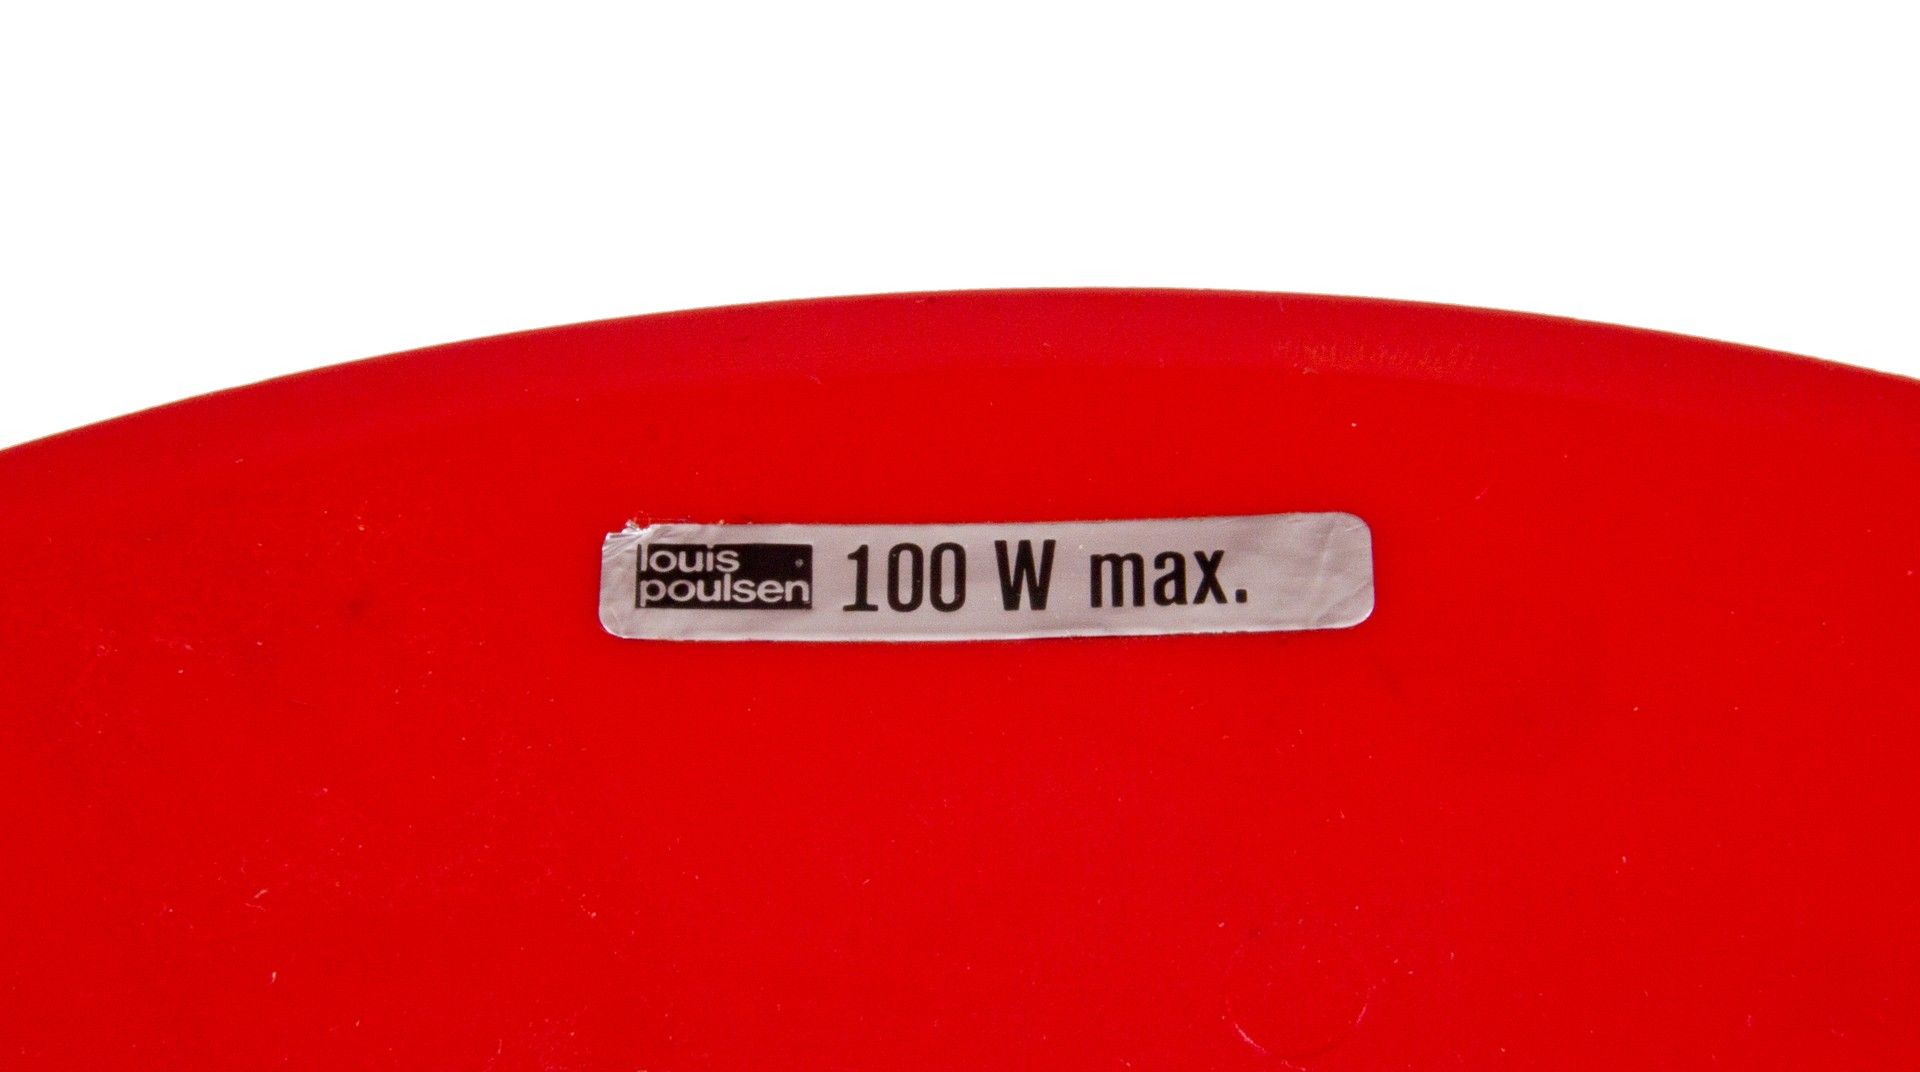 louis
poulsen
100 W max.